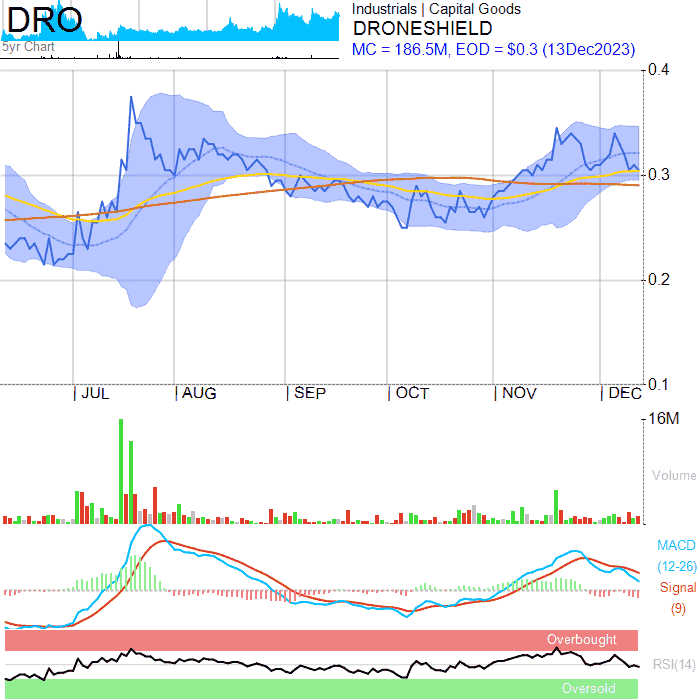 DRO
5yr Chart
Industrials | Capital Goods
DRONESHIELD
MC = 186.5M, EOD = $0.3 (13Dec2023)
0.4
0.3
0.2
0.1
| JUL | AUG | SEP | OCT | NOV | DEC
16M
Volume
MACD
(12-26)
Signal
(9)
Overbought
RSI(14)
Oversold